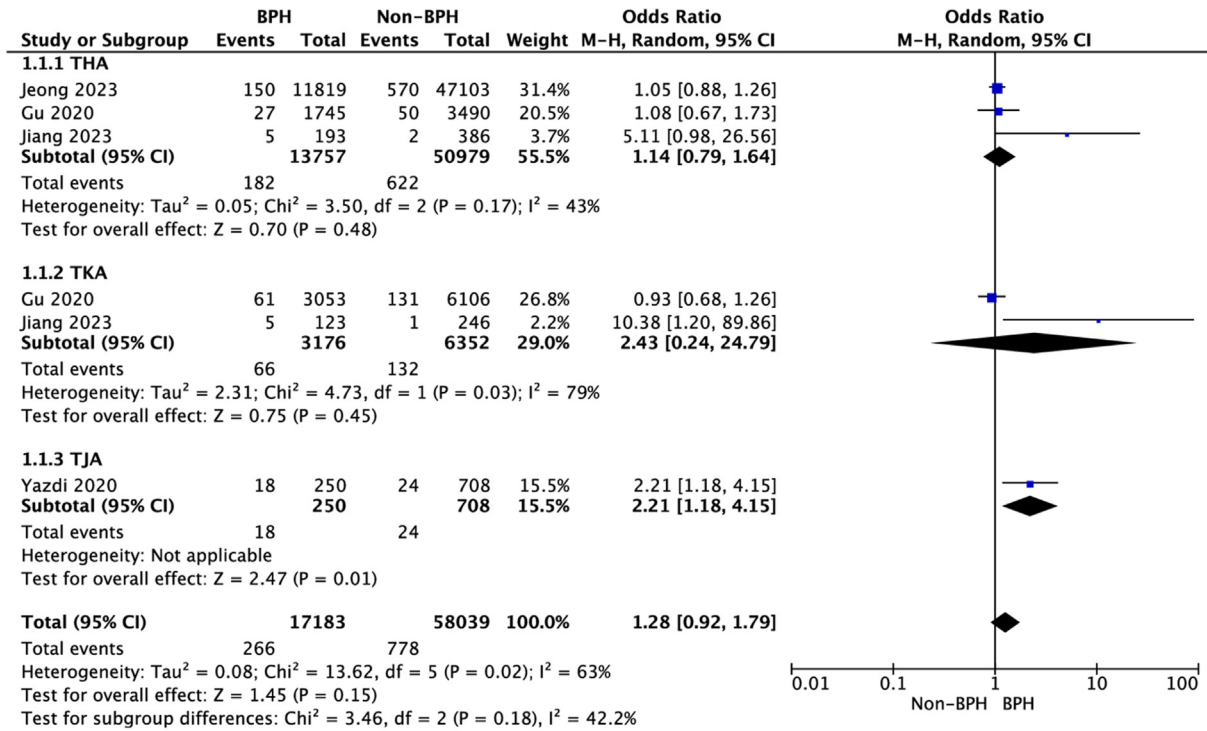 BPH Non-BPH Odds Ratio Odds Ratio
Study or Subgroup Events Total Events Total Weight M-H, Random, 95% CI M-H, Random, 95% CI
1.1.1 THA
Jeong 2023 150 11819 570 47103 31.4% 1.05 [0.88, 1.26]
Gu 2020 27 1745 50 3490 20.5% 1.08 [0.67, 1.73]
Jiang 2023 5 193 2 386 3.7% 5.11 [0.98, 26.56]
Subtotal (95% CI) 13757 50979 55.5% 1.14 [0.79, 1.64]
Total events 182 622
Heterogeneity: Tau² = 0.05; Chi² = 3.50, df = 2 (P = 0.17); I² = 43%
Test for overall effect: Z = 0.70 (P = 0.48)
1.1.2 TKA
Gu 2020 61 3053 131 6106 26.8% 0.93 [0.68, 1.26]
Jiang 2023 5 123 1 246 2.2% 10.38 [1.20, 89.86]
Subtotal (95% CI) 3176 6352 29.0% 2.43 [0.24, 24.79]
Total events 66 132
Heterogeneity: Tau² = 2.31; Chi² = 4.73, df = 1 (P = 0.03); I² = 79%
Test for overall effect: Z = 0.75 (P = 0.45)
1.1.3 TJA
Yazdi 2020 18 250 24 708 15.5% 2.21 [1.18, 4.15]
Subtotal (95% CI) 250 708 15.5% 2.21 [1.18, 4.15]
Total events 18 24
Heterogeneity: Not applicable
Test for overall effect: Z = 2.47 (P = 0.01)
Total (95% CI) 17183 58039 100.0% 1.28 [0.92, 1.79]
Total events 266 778
Heterogeneity: Tau² = 0.08; Chi² = 13.62, df = 5 (P = 0.02); I² = 63%
Test for overall effect: Z = 1.45 (P = 0.15)
Test for subgroup differences: Chi² = 3.46, df = 2 (P = 0.18), I² = 42.2%
0.01 0.1 1 10 100
Non-BPH BPH